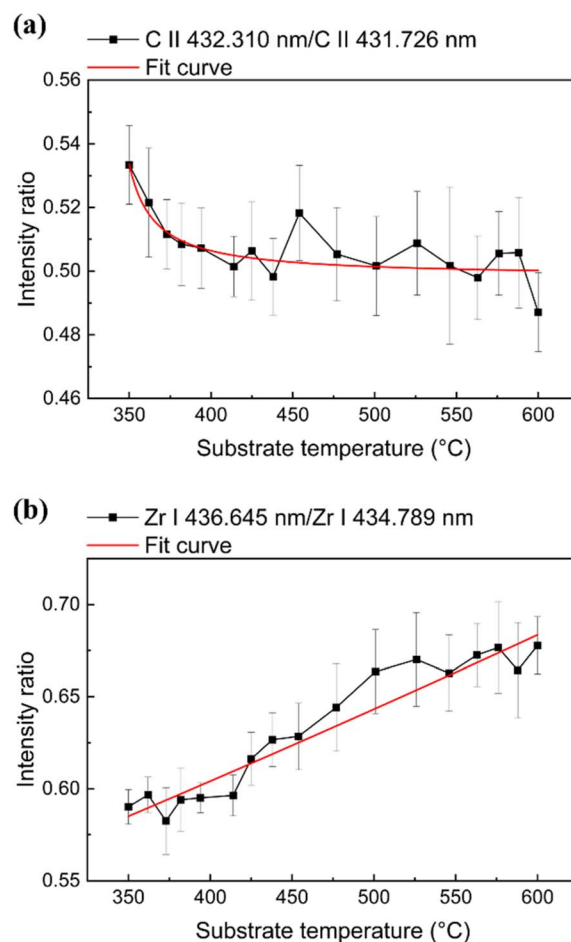 (a)
C II 432.310 nm/C II 431.726 nm
Fit curve
0.56
0.54
0.52
0.50
0.48
0.46
Intensity ratio
350 400 450 500 550 600
Substrate temperature (°C)
(b)
Zr I 436.645 nm/Zr I 434.789 nm
Fit curve
0.70
0.65
0.60
0.55
Intensity ratio
350 400 450 500 550 600
Substrate temperature (°C)